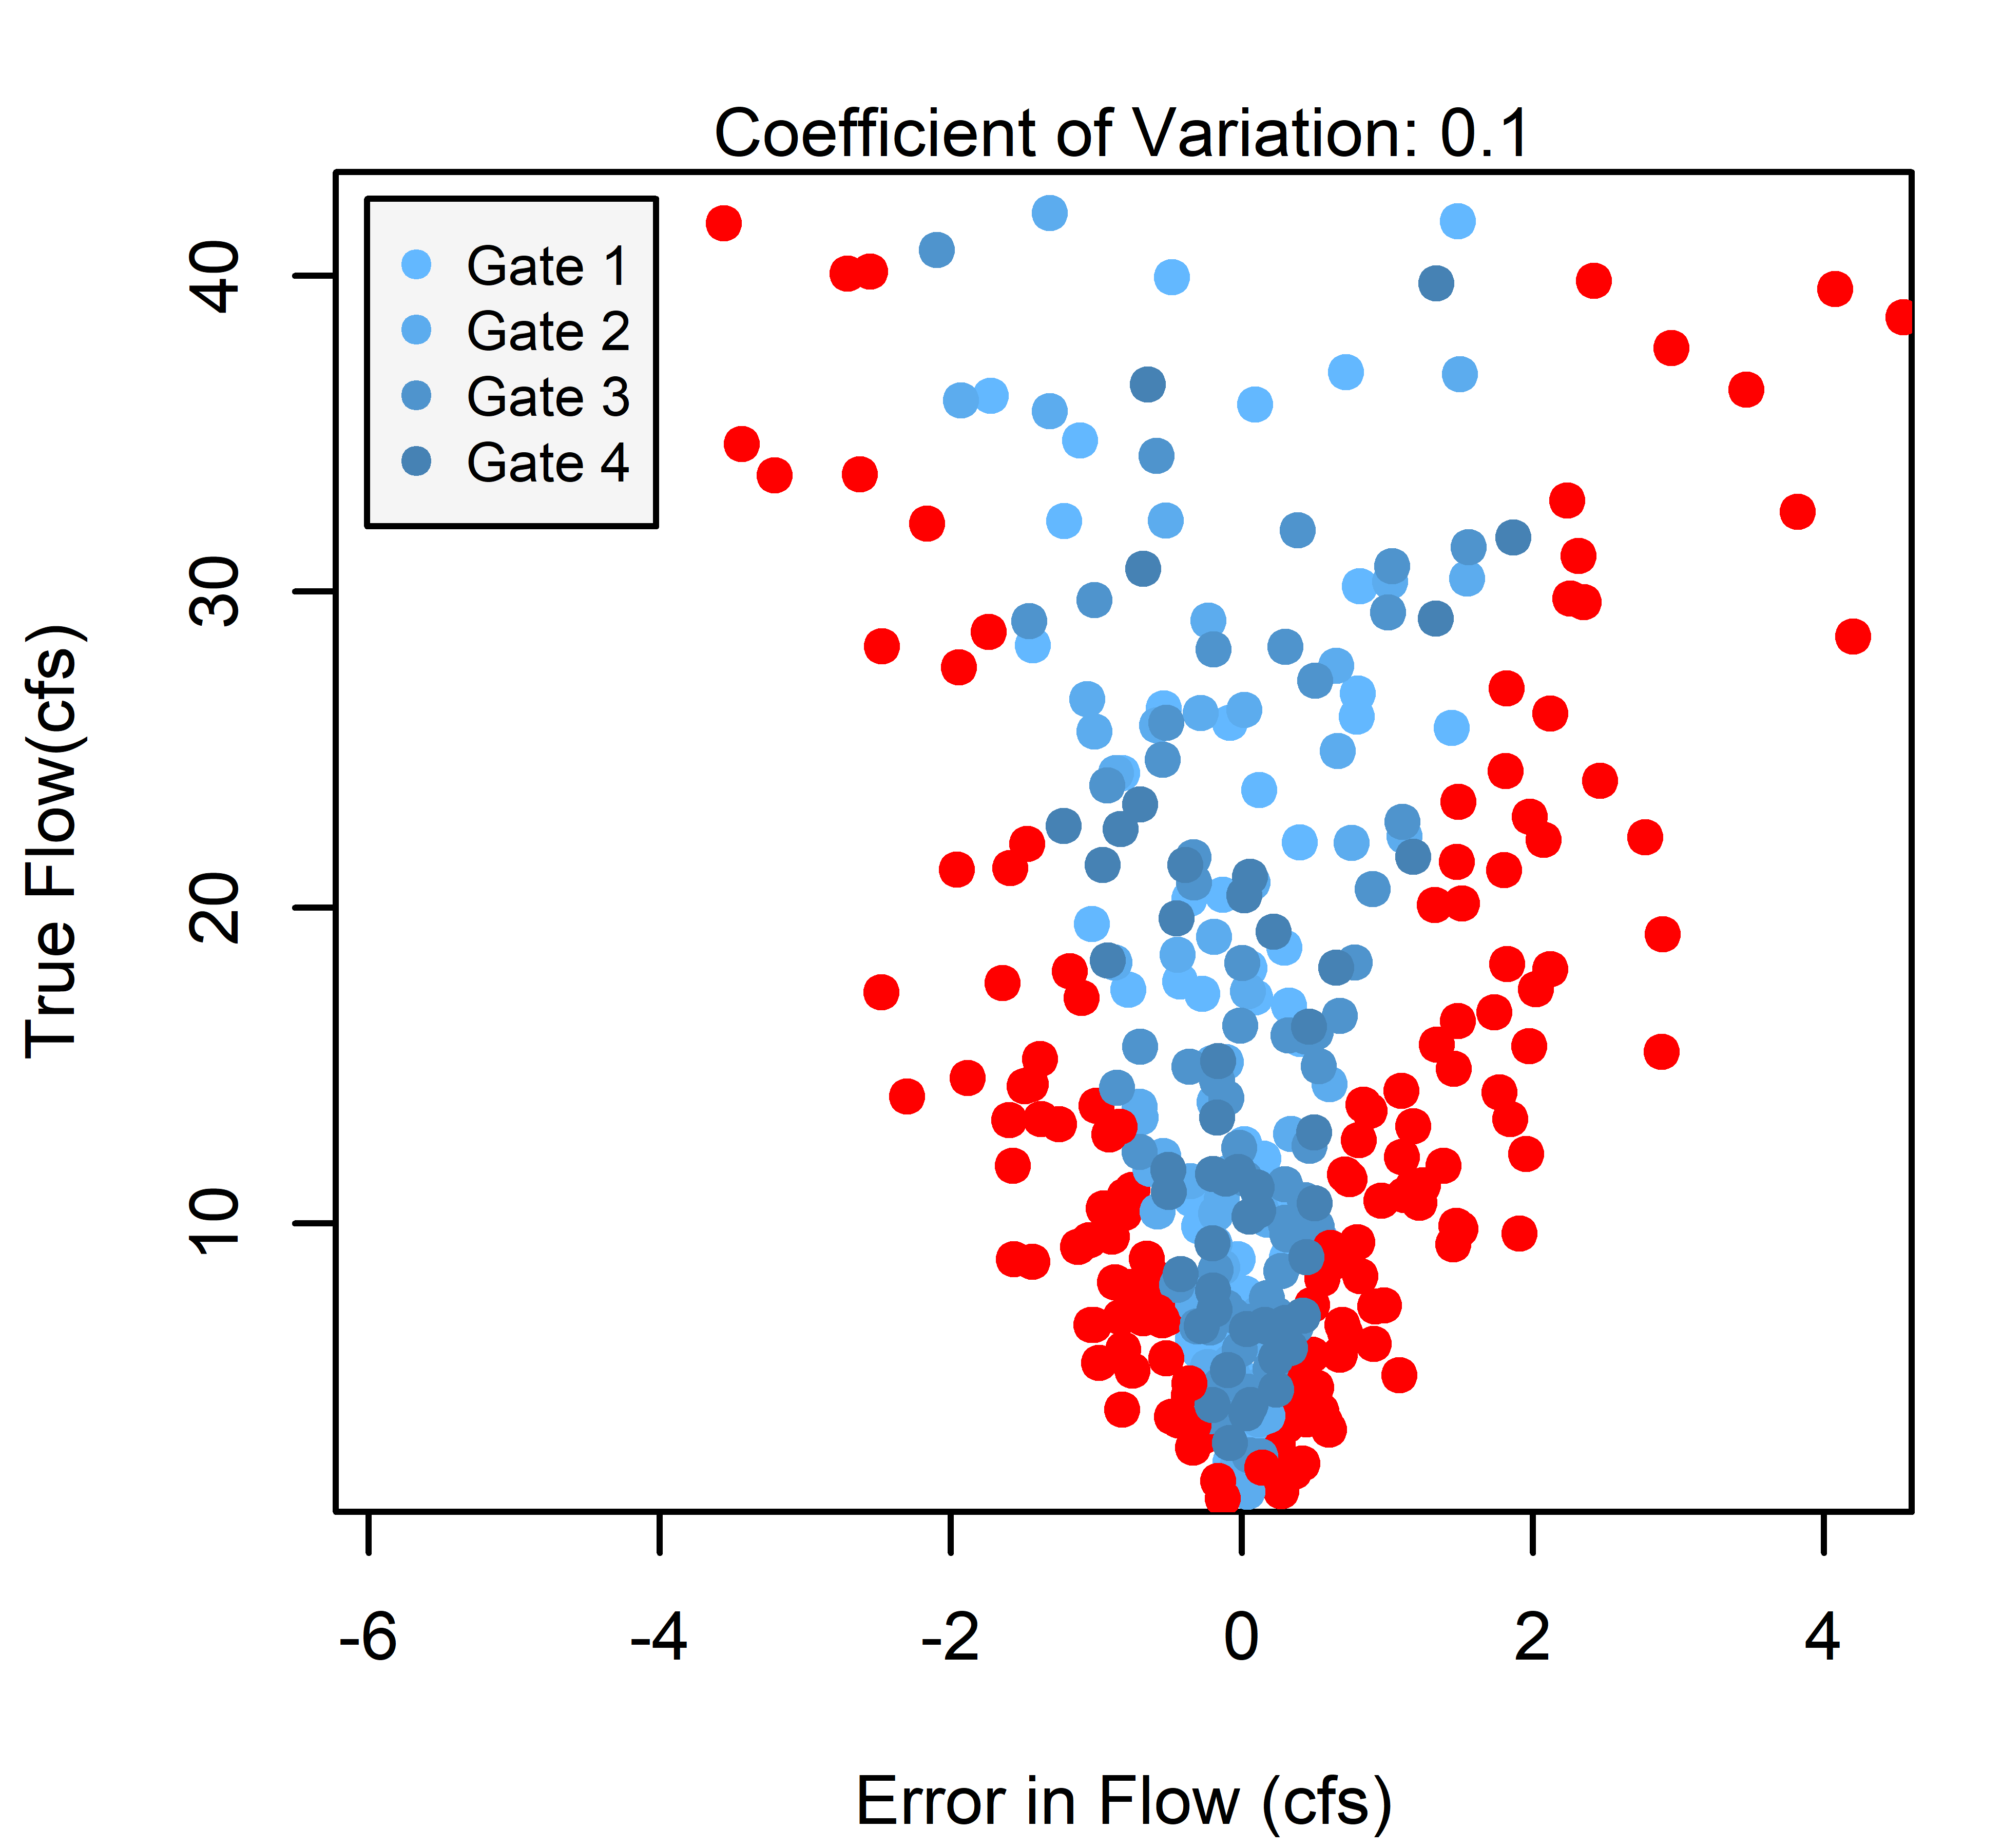 Coefficient of Variation: 0.1
Gate 1
Gate 2
Gate 3
Gate 4
True Flow(cfs)
40
30
20
10
-6 -4 -2 0 2 4
Error in Flow (cfs)